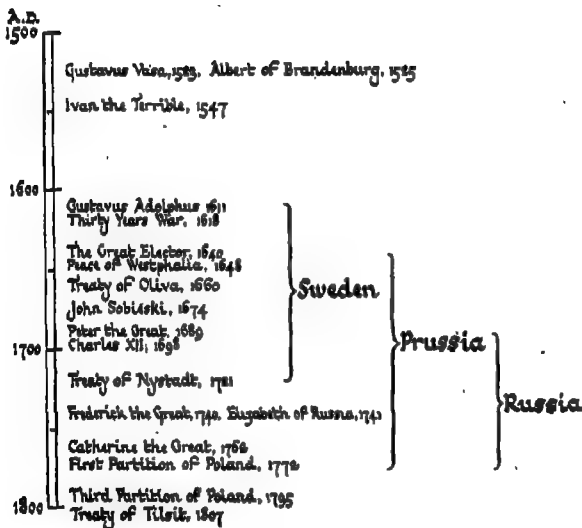 A.D.
1500
Gustavus Vasa, 1523, Albert of Brandenburg, 1525
Ivan the Terrible, 1547
1600
Gustavus Adolphus 1611
Thirty Years War, 1618
The Great Elector, 1640
Peace of Westphalia, 1648
Treaty of Oliva, 1660
Sweden
John Sobieski, 1674
Peter the Great, 1689
Charles XII, 1698
Prussia
1700
Treaty of Nystadt, 1721
Frederick the Great, 1740, Elizabeth of Russia, 1741
Russia
Catherine the Great, 1762
First Partition of Poland, 1772
Third Partition of Poland, 1795
1800
Treaty of Tilsit, 1807